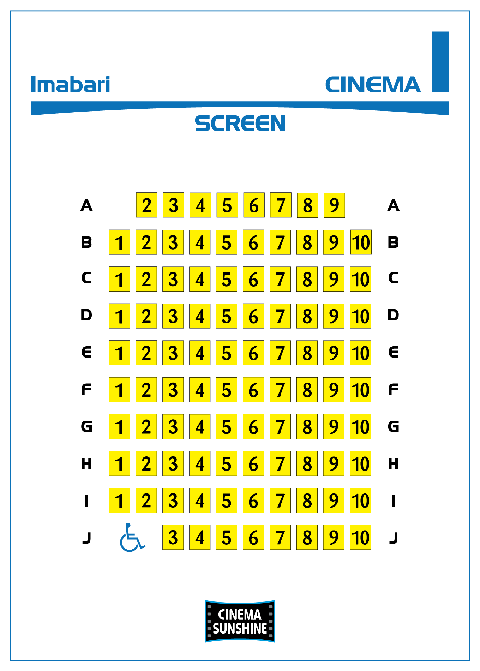 Imabari CINEMA 1
SCREEN
A 2 3 4 5 6 7 8 9 A
B 1 2 3 4 5 6 7 8 9 10 B
C 1 2 3 4 5 6 7 8 9 10 C
D 1 2 3 4 5 6 7 8 9 10 D
E 1 2 3 4 5 6 7 8 9 10 E
F 1 2 3 4 5 6 7 8 9 10 F
G 1 2 3 4 5 6 7 8 9 10 G
H 1 2 3 4 5 6 7 8 9 10 H
I 1 2 3 4 5 6 7 8 9 10 I
J 3 4 5 6 7 8 9 10 J
CINEMA
SUNSHINE